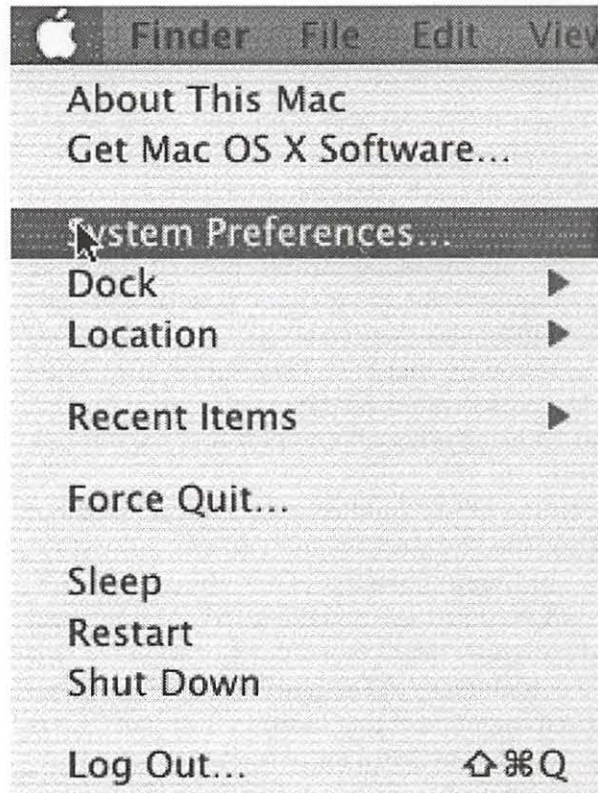 Finder File Edit View
About This Mac
Get Mac OS X Software...
System Preferences...
Dock
Location
Recent Items
Force Quit...
Sleep
Restart
Shut Down
Log Out... ⇧⌘Q